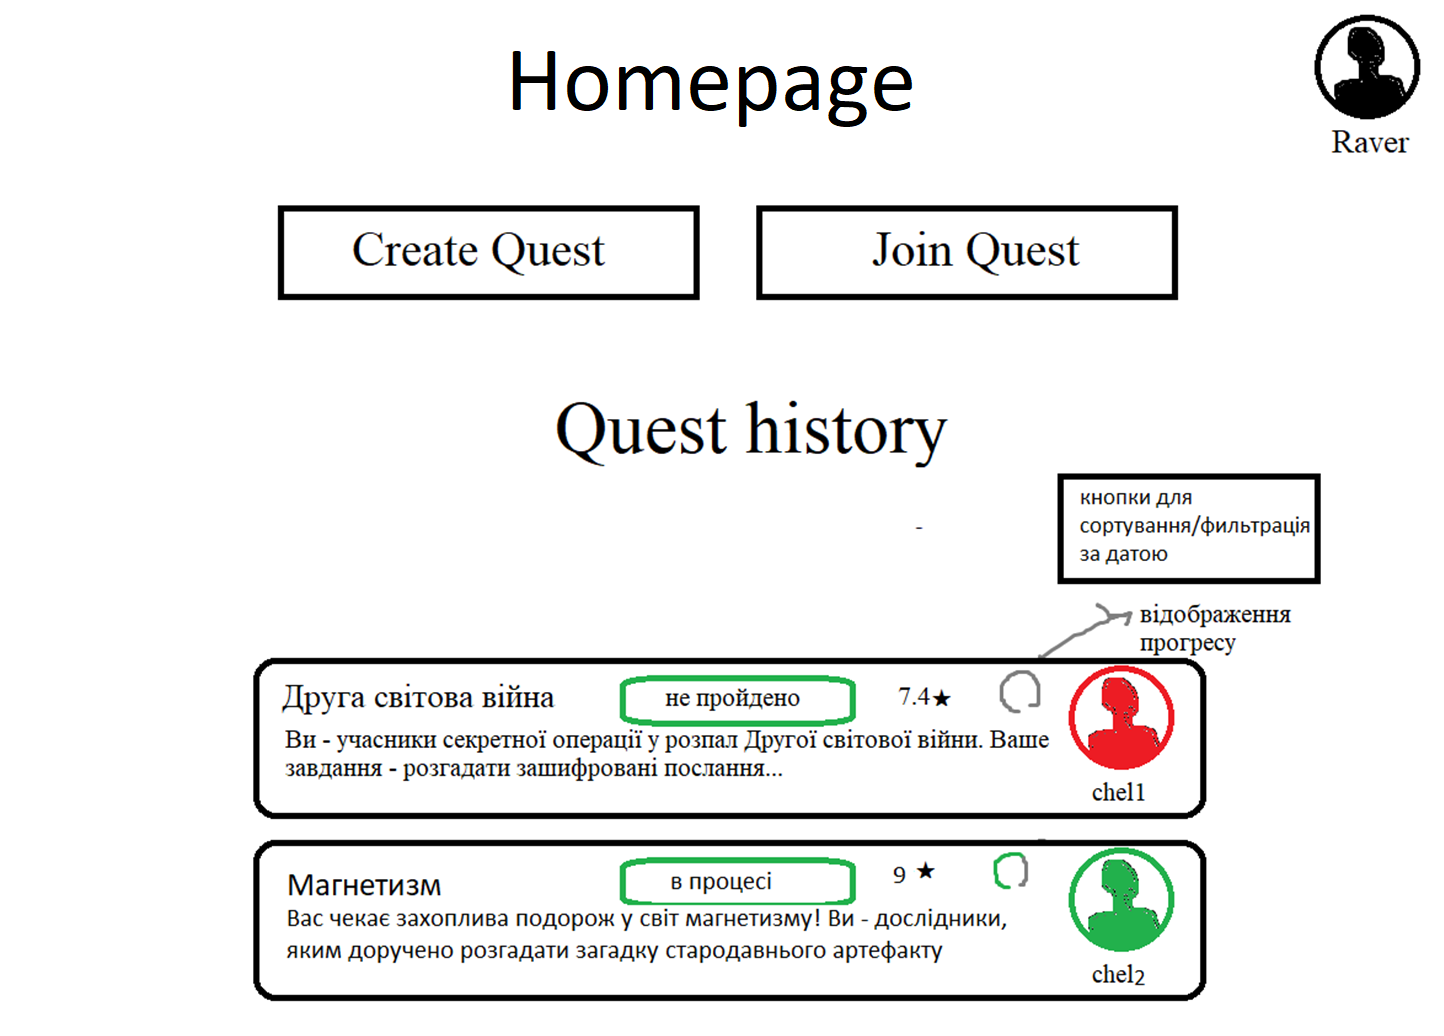 Homepage
Raver
Create Quest
Join Quest
Quest history
кнопки для
сортування/фильтрація
за датою
-
відображення
прогресу
Друга світова війна
не пройдено
7.4★
Ви - учасники секретної операції у розпал Другої світової війни. Ваше
завдання - розгадати зашифровані послання...
chel1
Магнетизм
в процесі
9 ★
Вас чекає захоплива подорож у світ магнетизму! Ви - дослідники,
яким доручено розгадати загадку стародавнього артефакту
chel2